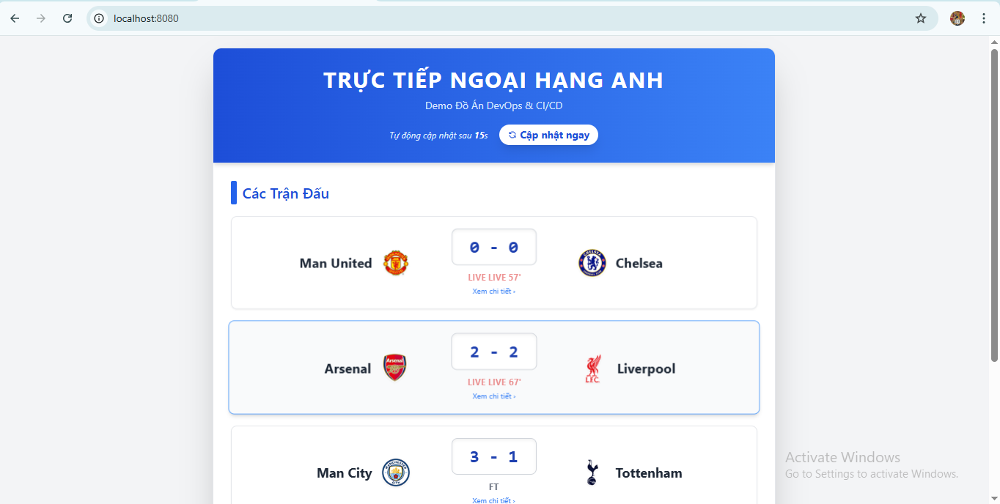 localhost:8080
TRỰC TIẾP NGOẠI HẠNG ANH
Demo Đồ Án DevOps & CI/CD
Tự động cập nhật sau 15s
Cập nhật ngay
Các Trận Đấu
Man United
0 - 0
Chelsea
LIVE LIVE 57'
Xem chi tiết ›
Arsenal
Arsenal
2 - 2
L.F.C.
Liverpool
LIVE LIVE 67'
Xem chi tiết ›
Man City
3 - 1
Tottenham
FT
Xem chi tiết ›
Activate Windows
Go to Settings to activate Windows.